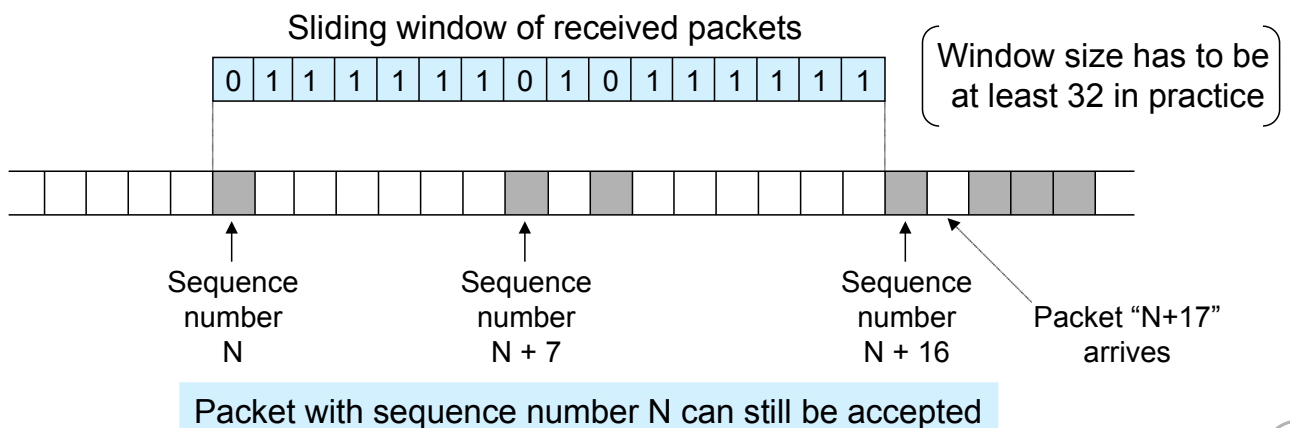 Sliding window of received packets
0 1 1 1 1 1 1 0 1 0 1 1 1 1 1 1
Window size has to be
at least 32 in practice
Sequence
number
N
Sequence
number
N + 7
Sequence
number
N + 16
Packet “N+17”
arrives
Packet with sequence number N can still be accepted